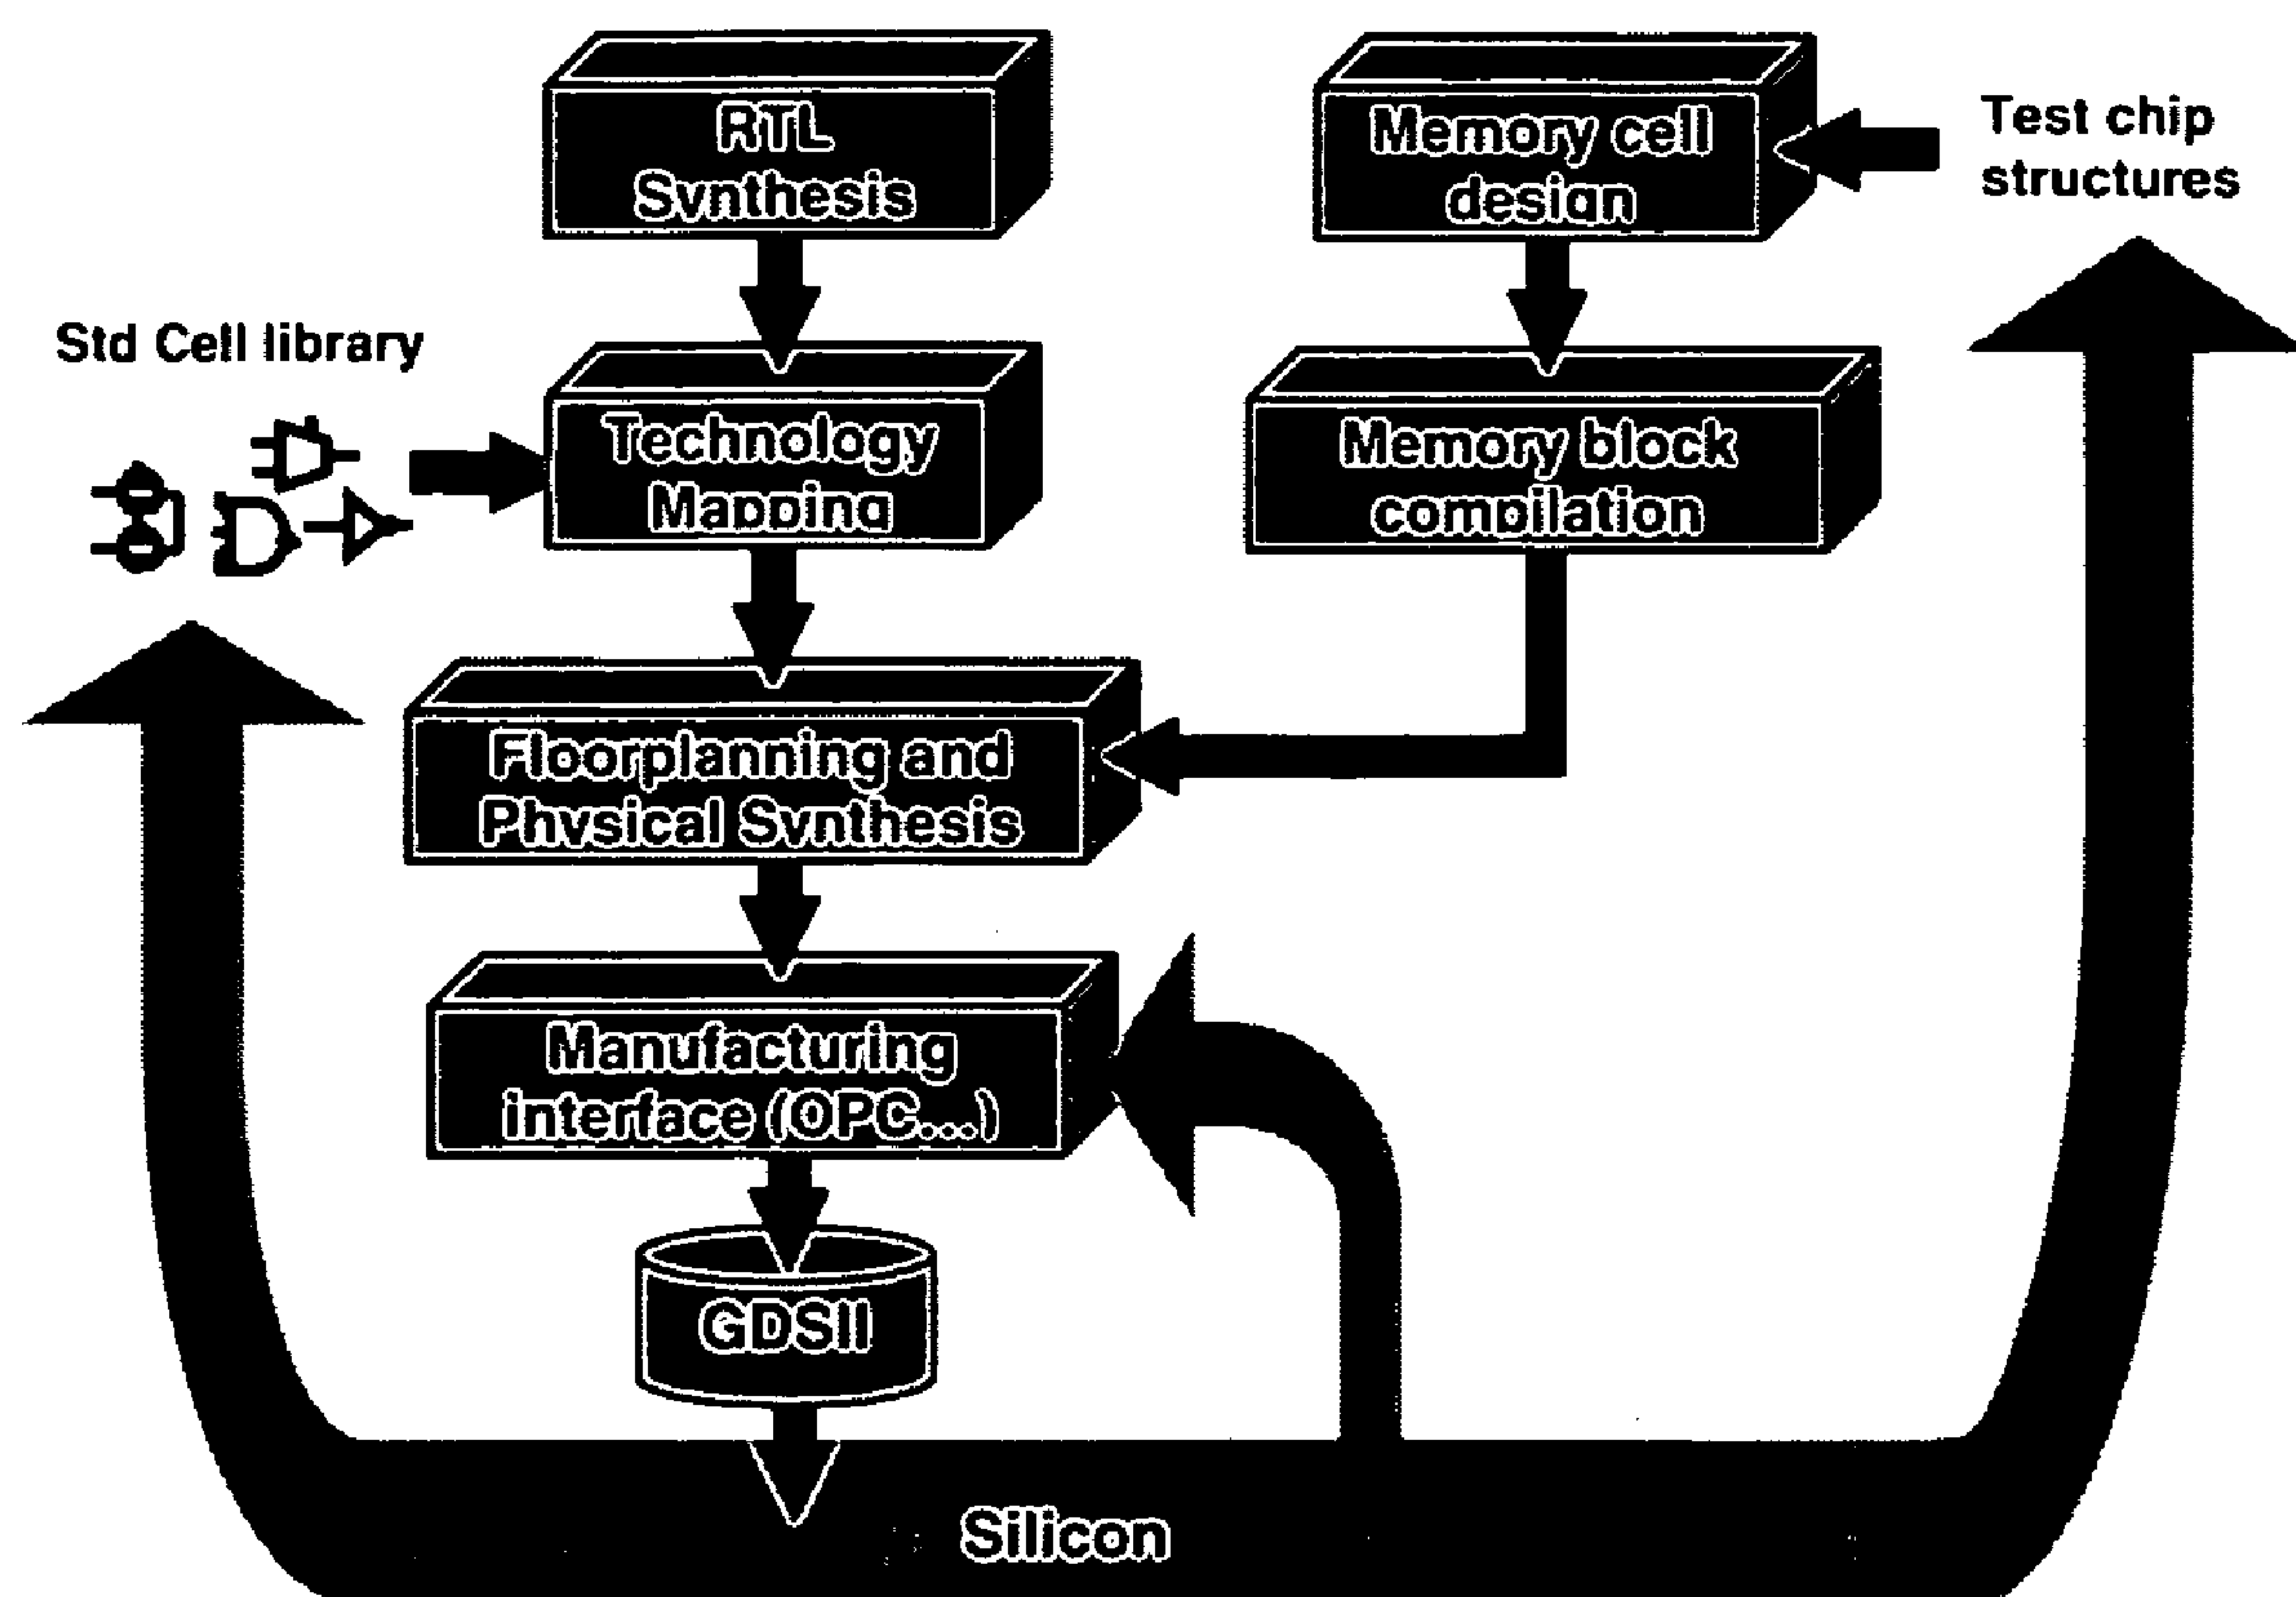 RTL
Synthesis
Memory cell
design
Test chip
structures
Std Cell library
Technology
Mapping
Memory block
compilation
Floorplanning and
Physical Synthesis
Manufacturing
interface (OPC...)
GDSII
Silicon